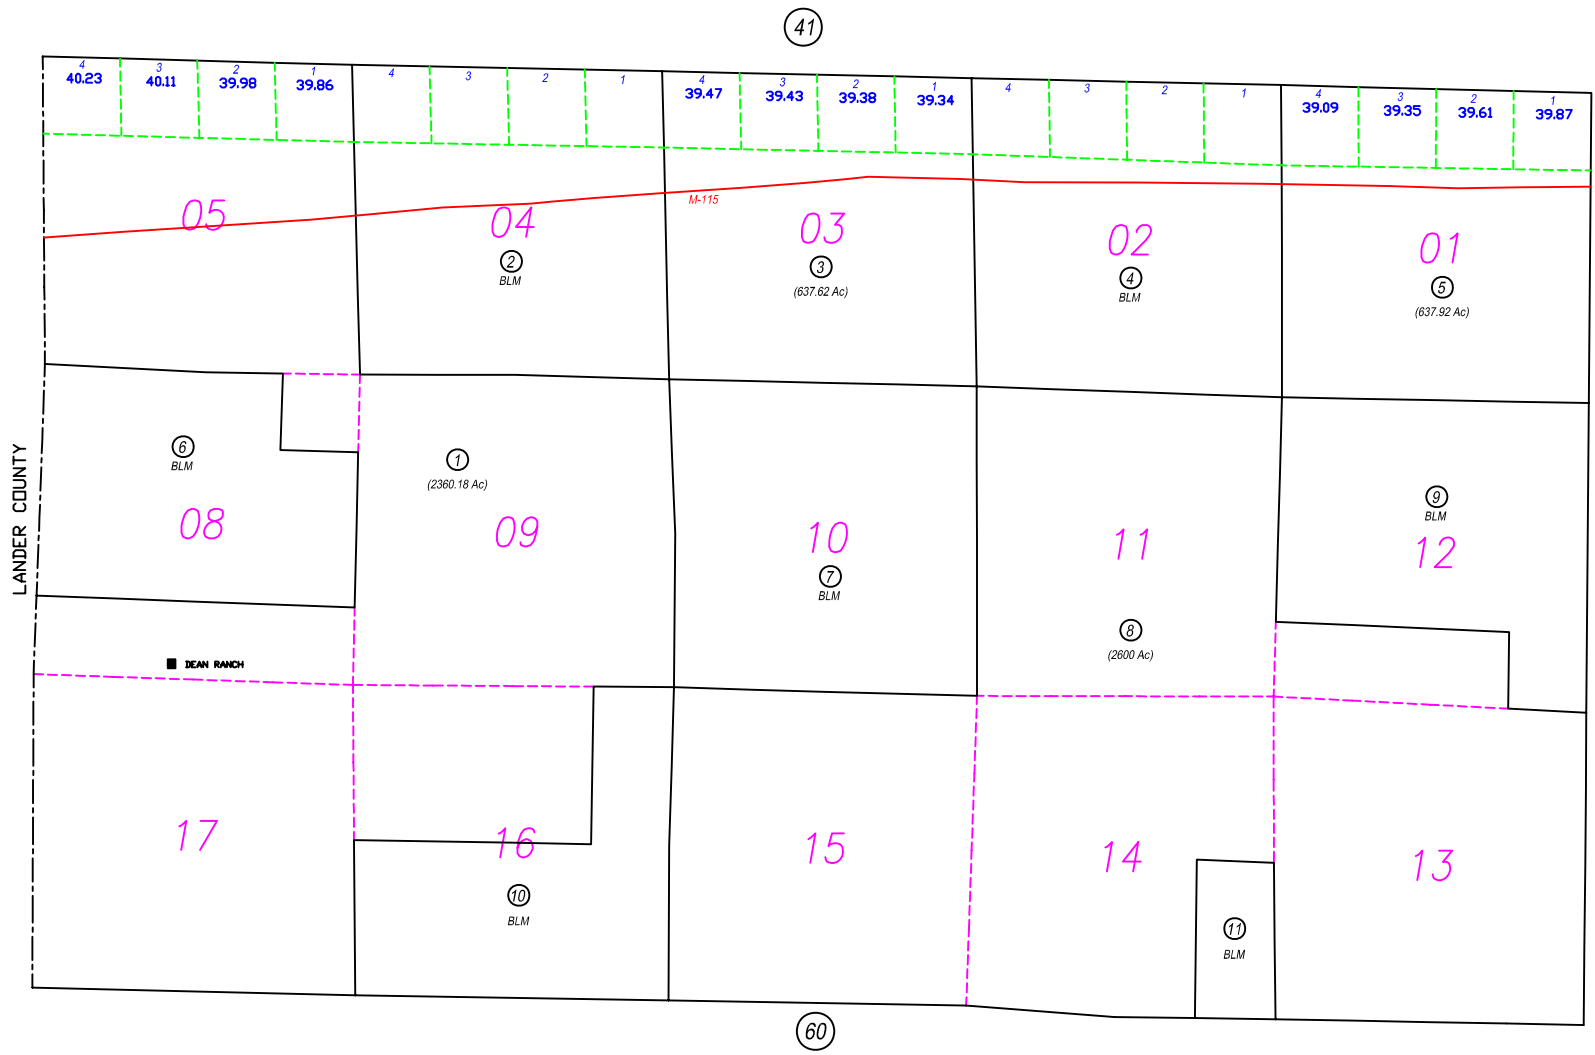 41
4 3 2 1 4 3 2 1 4 3 2 1 4 3 2 1 4 3 2 1
40.23 40.11 39.98 39.86 39.47 39.43 39.38 39.34 39.09 39.35 39.61 39.87
M-115
05 04 03 02 01
2
BLM
3
(637.62 Ac)
4
BLM
5
(637.92 Ac)
LANDER COUNTY
6
BLM
08
1
(2360.18 Ac)
09
10
7
BLM
11
8
(2600 Ac)
9
BLM
12
DEAN RANCH
17 16 15 14 13
10
BLM
11
BLM
60